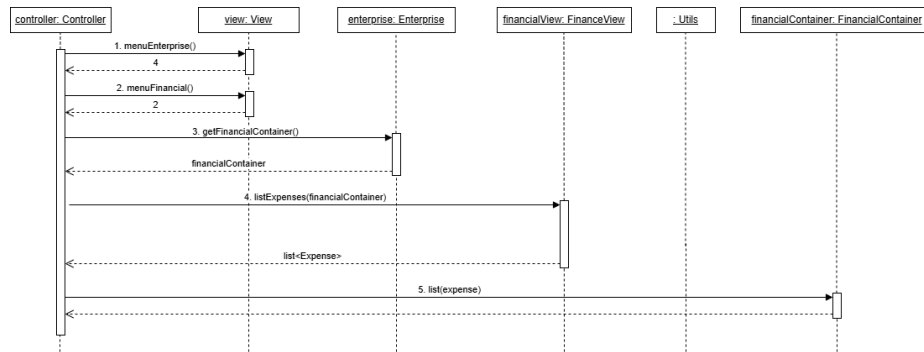 controller: Controller
view: View
enterprise: Enterprise
financialView: FinanceView
: Utils
financialContainer: FinancialContainer
1. menuEnterprise()
4
2. menuFinancial()
2
3. getFinancialContainer()
financialContainer
4. listExpenses(financialContainer)
list<Expense>
5. list(expense)